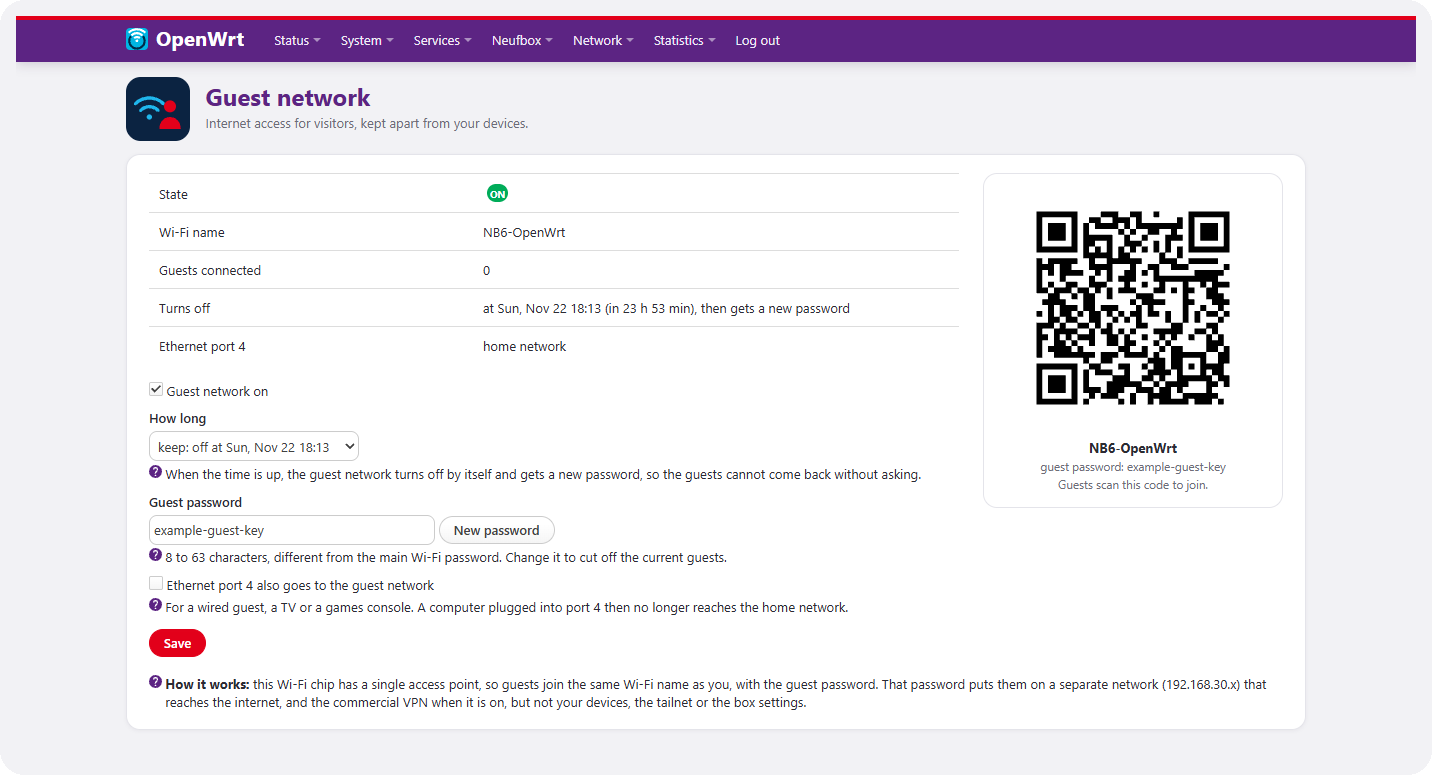 OpenWrt Status System Services Neufbox Network Statistics Log out
Guest network
Internet access for visitors, kept apart from your devices.
State ON
Wi-Fi name NB6-OpenWrt
Guests connected 0
Turns off at Sun, Nov 22 18:13 (in 23 h 53 min), then gets a new password
Ethernet port 4 home network
Guest network on
How long
keep: off at Sun, Nov 22 18:13
? When the time is up, the guest network turns off by itself and gets a new password, so the guests cannot come back without asking.
Guest password
example-guest-key New password
? 8 to 63 characters, different from the main Wi-Fi password. Change it to cut off the current guests.
Ethernet port 4 also goes to the guest network
? For a wired guest, a TV or a games console. A computer plugged into port 4 then no longer reaches the home network.
Save
? How it works: this Wi-Fi chip has a single access point, so guests join the same Wi-Fi name as you, with the guest password. That password puts them on a separate network (192.168.30.x) that
reaches the internet, and the commercial VPN when it is on, but not your devices, the tailnet or the box settings.
NB6-OpenWrt
guest password: example-guest-key
Guests scan this code to join.